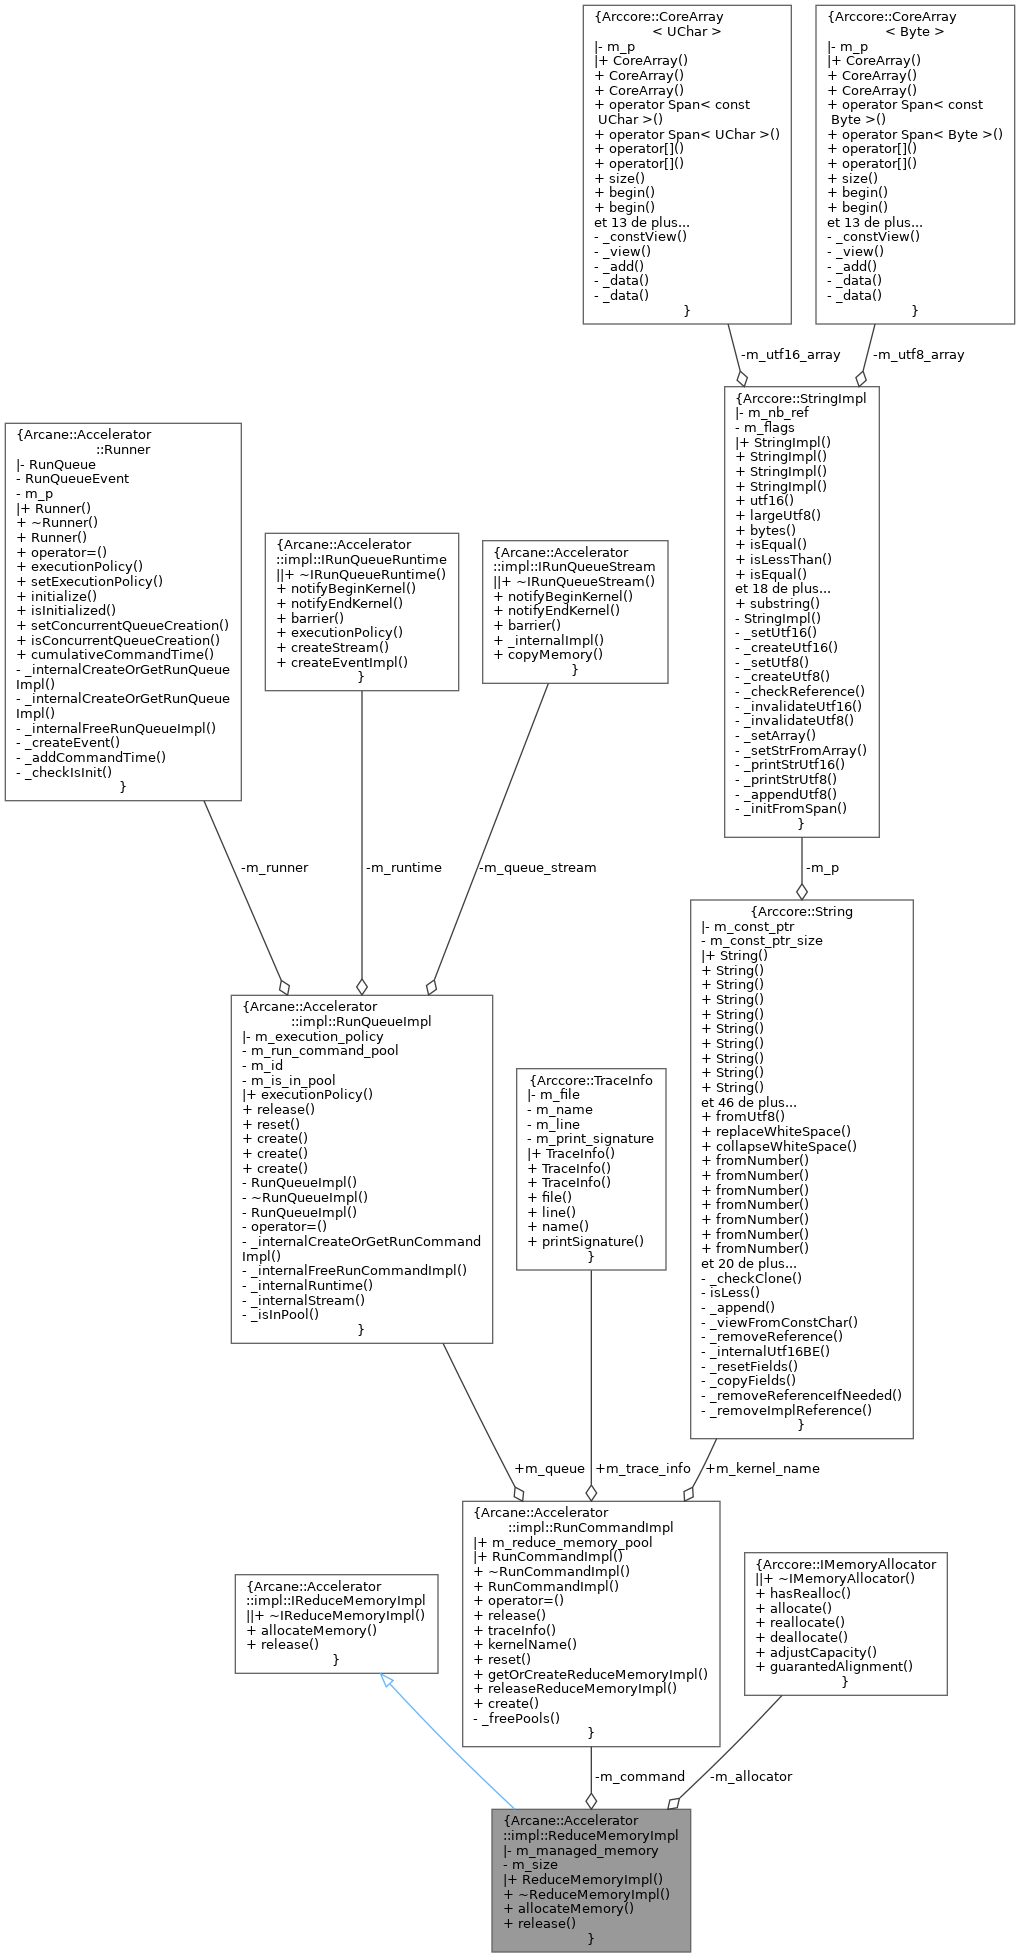 {Arccore::CoreArray
< UChar >
|- m_p
|+ CoreArray()
+ CoreArray()
+ CoreArray()
+ operator Span< const
UChar >()
+ operator Span< UChar >()
+ operator[]()
+ operator[]()
+ size()
+ begin()
+ begin()
et 13 de plus...
- _constView()
- _view()
- _add()
- _data()
- _data()
}
{Arccore::CoreArray
< Byte >
|- m_p
|+ CoreArray()
+ CoreArray()
+ CoreArray()
+ operator Span< const
Byte >()
+ operator Span< Byte >()
+ operator[]()
+ operator[]()
+ size()
+ begin()
+ begin()
et 13 de plus...
- _constView()
- _view()
- _add()
- _data()
- _data()
}
-m_utf16_array
-m_utf8_array
{Arccore::StringImpl
|- m_nb_ref
- m_flags
|+ StringImpl()
+ StringImpl()
+ StringImpl()
+ StringImpl()
+ utf16()
+ largeUtf8()
+ bytes()
+ isEqual()
+ isLessThan()
+ isEqual()
et 18 de plus...
+ substring()
- StringImpl()
- _setUtf16()
- _createUtf16()
- _setUtf8()
- _createUtf8()
- _checkReference()
- _invalidateUtf16()
- _invalidateUtf8()
- _setArray()
- _setStrFromArray()
- _printStrUtf16()
- _printStrUtf8()
- _appendUtf8()
- _initFromSpan()
}
{Arcane::Accelerator
::Runner
|- RunQueue
- RunQueueEvent
- m_p
|+ Runner()
+ ~Runner()
+ Runner()
+ operator=()
+ executionPolicy()
+ setExecutionPolicy()
+ initialize()
+ isInitialized()
+ setConcurrentQueueCreation()
+ isConcurrentQueueCreation()
+ cumulativeCommandTime()
- _internalCreateOrGetRunQueue
Impl()
- _internalCreateOrGetRunQueue
Impl()
- _internalFreeRunQueueImpl()
- _createEvent()
- _addCommandTime()
- _checkIsInit()
}
{Arcane::Accelerator
::impl::IRunQueueRuntime
||+ ~IRunQueueRuntime()
+ notifyBeginKernel()
+ notifyEndKernel()
+ barrier()
+ executionPolicy()
+ createStream()
+ createEventImpl()
}
{Arcane::Accelerator
::impl::IRunQueueStream
||+ ~IRunQueueStream()
+ notifyBeginKernel()
+ notifyEndKernel()
+ barrier()
+ _internalImpl()
+ copyMemory()
}
-m_runner
-m_runtime
-m_queue_stream
-m_p
{Arccore::String
|- m_const_ptr
- m_const_ptr_size
|+ String()
+ String()
+ String()
+ String()
+ String()
+ String()
+ String()
+ String()
+ String()
+ String()
et 46 de plus...
+ fromUtf8()
+ replaceWhiteSpace()
+ collapseWhiteSpace()
+ fromNumber()
+ fromNumber()
+ fromNumber()
+ fromNumber()
+ fromNumber()
+ fromNumber()
+ fromNumber()
et 20 de plus...
- _checkClone()
- isLess()
- _append()
- _viewFromConstChar()
- _removeReference()
- _internalUtf16BE()
- _resetFields()
- _copyFields()
- _removeReferenceIfNeeded()
- _removeImplReference()
}
{Arcane::Accelerator
::impl::RunQueueImpl
|- m_execution_policy
- m_run_command_pool
- m_id
- m_is_in_pool
|+ executionPolicy()
+ release()
+ reset()
+ create()
+ create()
+ create()
- RunQueueImpl()
- ~RunQueueImpl()
- RunQueueImpl()
- operator=()
- _internalCreateOrGetRunCommand
Impl()
- _internalFreeRunCommandImpl()
- _internalRuntime()
- _internalStream()
- _isInPool()
}
{Arccore::TraceInfo
|- m_file
- m_name
- m_line
- m_print_signature
|+ TraceInfo()
+ TraceInfo()
+ TraceInfo()
+ file()
+ line()
+ name()
+ printSignature()
}
+m_queue
+m_trace_info
+m_kernel_name
{Arcane::Accelerator
::impl::RunCommandImpl
|+ m_reduce_memory_pool
|+ RunCommandImpl()
+ ~RunCommandImpl()
+ RunCommandImpl()
+ operator=()
+ release()
+ traceInfo()
+ kernelName()
+ reset()
+ getOrCreateReduceMemoryImpl()
+ releaseReduceMemoryImpl()
+ create()
- _freePools()
}
{Arcane::Accelerator
::impl::IReduceMemoryImpl
||+ ~IReduceMemoryImpl()
+ allocateMemory()
+ release()
}
{Arccore::IMemoryAllocator
||+ ~IMemoryAllocator()
+ hasRealloc()
+ allocate()
+ reallocate()
+ deallocate()
+ adjustCapacity()
+ guarantedAlignment()
}
-m_command
-m_allocator
{Arcane::Accelerator
::impl::ReduceMemoryImpl
|- m_managed_memory
- m_size
|+ ReduceMemoryImpl()
+ ~ReduceMemoryImpl()
+ allocateMemory()
+ release()
}